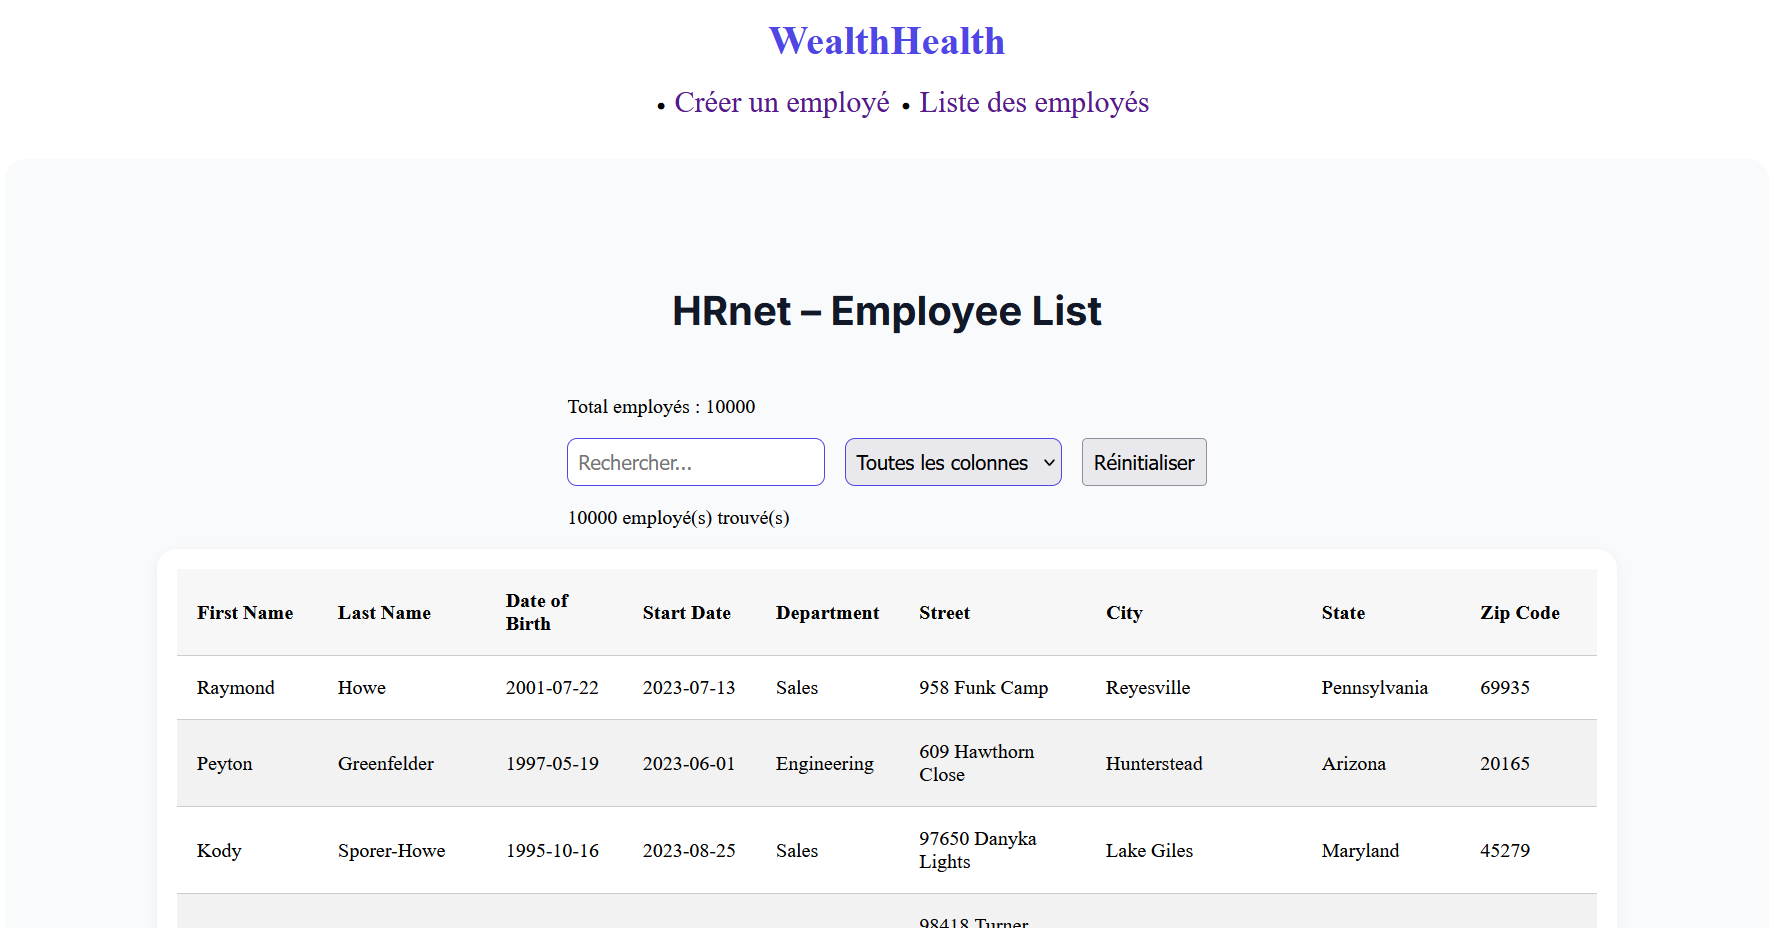 WealthHealth
• Créer un employé • Liste des employés
HRnet – Employee List
Total employés : 10000
Rechercher... Toutes les colonnes Réinitialiser
10000 employé(s) trouvé(s)
First Name Last Name Date of Birth Start Date Department Street City State Zip Code
Raymond Howe 2001-07-22 2023-07-13 Sales 958 Funk Camp Reyesville Pennsylvania 69935
Peyton Greenfelder 1997-05-19 2023-06-01 Engineering 609 Hawthorn Close Hunterstead Arizona 20165
Kody Sporer-Howe 1995-10-16 2023-08-25 Sales 97650 Danyka Lights Lake Giles Maryland 45279
98418 Turner